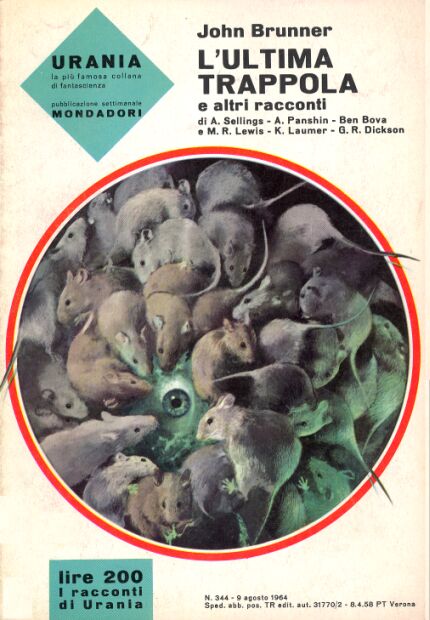 URANIA
la più famosa collana
di fantascienza
pubblicazione settimanale
MONDADORI
John Brunner
L'ULTIMA
TRAPPOLA
e altri racconti
di A. Sellings - A. Panshin - Ben Bova
e M. R. Lewis - K. Laumer - G. R. Dickson
lire 200
I racconti
di Urania
N. 344 - 9 agosto 1964
Sped. abb. pos. TR edit. aut. 31770/2 - 8.4.58 PT Verona